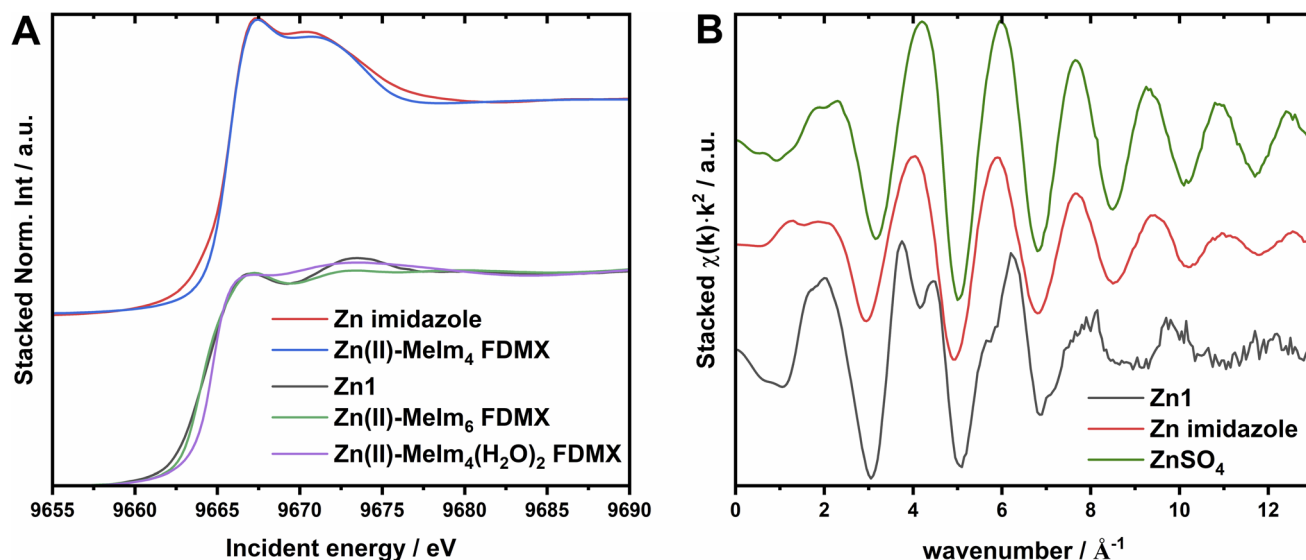 A
Stacked Norm. Int / a.u.
Zn imidazole
Zn(II)-MeIm₄ FDMX
Zn1
Zn(II)-MeIm₆ FDMX
Zn(II)-MeIm₄(H₂O)₂ FDMX
9655 9660 9665 9670 9675 9680 9685 9690
Incident energy / eV
B
Stacked χ(k)·k² / a.u.
Zn1
Zn imidazole
ZnSO₄
0 2 4 6 8 10 12
wavenumber / Å⁻¹